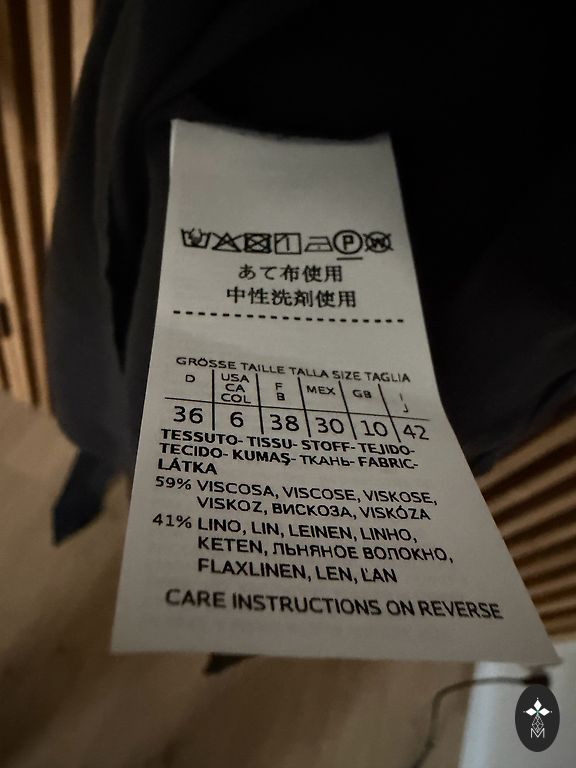 あて布使用
中性洗剤使用
GRÖSSE TAILLE TALLA SIZE TAGLIA
D USA CA COL F B MEX GB I J
36 6 38 30 10 42
TESSUTO- TISSU- STOFF- TEJIDO-
TECIDO- KUMAŞ- ТКАНЬ- FABRIC-
LÁTKA
59% VISCOSA, VISCOSE, VISKOSE,
VISKOZ, ВИСКОЗА, VISKÓZA
41% LINO, LIN, LEINEN, LINHO,
KETEN, ЛЬНЯНОЕ ВОЛОКНО,
FLAXLINEN, LEN, ĽAN
CARE INSTRUCTIONS ON REVERSE